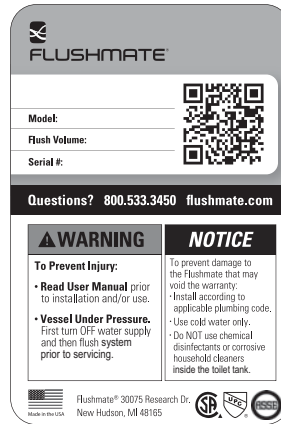 FLUSHMATE®
Model:
Flush Volume:
Serial #:
Questions? 800.533.3450 flushmate.com
WARNING
To Prevent Injury:
• Read User Manual prior
to installation and/or use.
• Vessel Under Pressure.
First turn OFF water supply
and then flush system
prior to servicing.
NOTICE
To prevent damage to
the Flushmate that may
void the warranty:
· Install according to
applicable plumbing code.
· Use cold water only.
· Do NOT use chemical
disinfectants or corrosive
household cleaners
inside the toilet tank.
Made in the USA
Flushmate® 30075 Research Dr.
New Hudson, MI 48165
UPC
ASSE